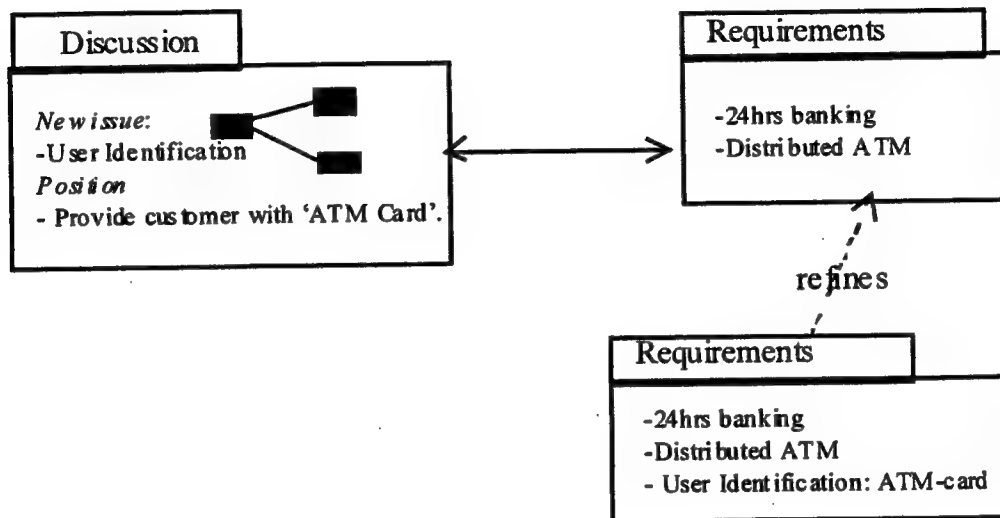 Discussion
New issue:
-User Identification
Position
- Provide customer with ‘ATM Card’.
Requirements
-24hrs banking
-Distributed ATM
refines
Requirements
-24hrs banking
-Distributed ATM
- User Identification: ATM-card